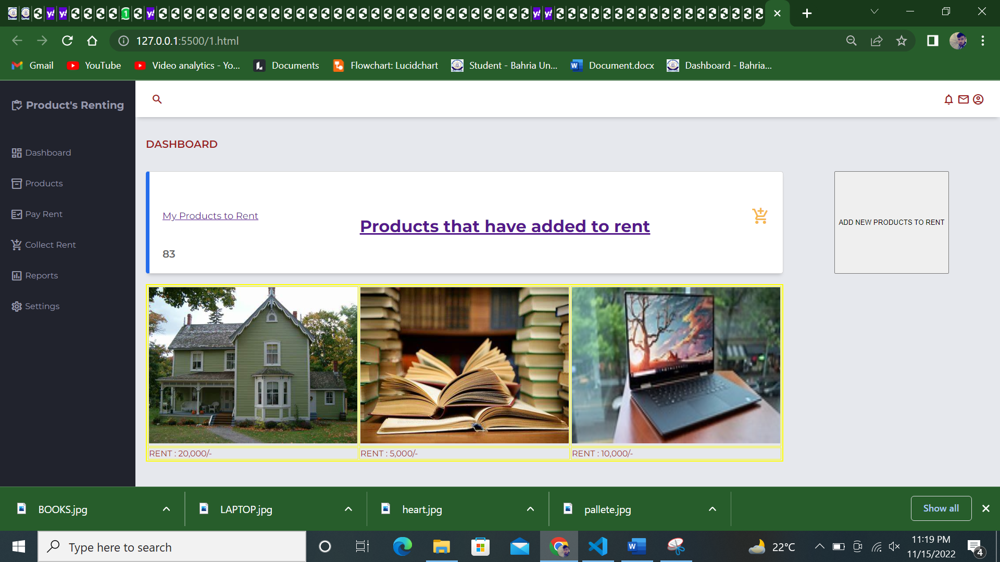 127.0.0.1:5500/1.html
Gmail
YouTube
Video analytics - Yo...
Documents
Flowchart: Lucidchart
Student - Bahria Un...
Document.docx
Dashboard - Bahria...
Product's Renting
Dashboard
Products
Pay Rent
Collect Rent
Reports
Settings
DASHBOARD
My Products to Rent
Products that have added to rent
83
ADD NEW PRODUCTS TO RENT
RENT : 20,000/-
RENT : 5,000/-
RENT : 10,000/-
BOOKS.jpg
LAPTOP.jpg
heart.jpg
pallete.jpg
Show all
Type here to search
22°C
11:19 PM
11/15/2022
4